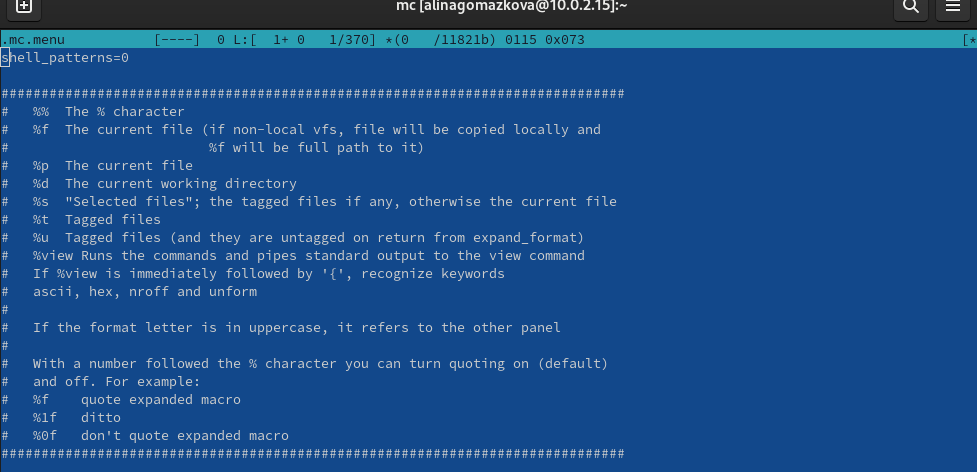 mc [alinagomazkova@10.0.2.15]:~
.mc.menu           [----]  0 L:[  1+ 0   1/370] *(0   /11821b) 0115 0x073                                               [*
shell_patterns=0
##############################################################################
#   %%  The % character
#   %f  The current file (if non-local vfs, file will be copied locally and
#                         %f will be full path to it)
#   %p  The current file
#   %d  The current working directory
#   %s  "Selected files"; the tagged files if any, otherwise the current file
#   %t  Tagged files
#   %u  Tagged files (and they are untagged on return from expand_format)
#   %view Runs the commands and pipes standard output to the view command
#   If %view is immediately followed by '{', recognize keywords
#   ascii, hex, nroff and unform
#
#   If the format letter is in uppercase, it refers to the other panel
#
#   With a number followed the % character you can turn quoting on (default)
#   and off. For example:
#   %f    quote expanded macro
#   %1f   ditto
#   %0f   don't quote expanded macro
##############################################################################